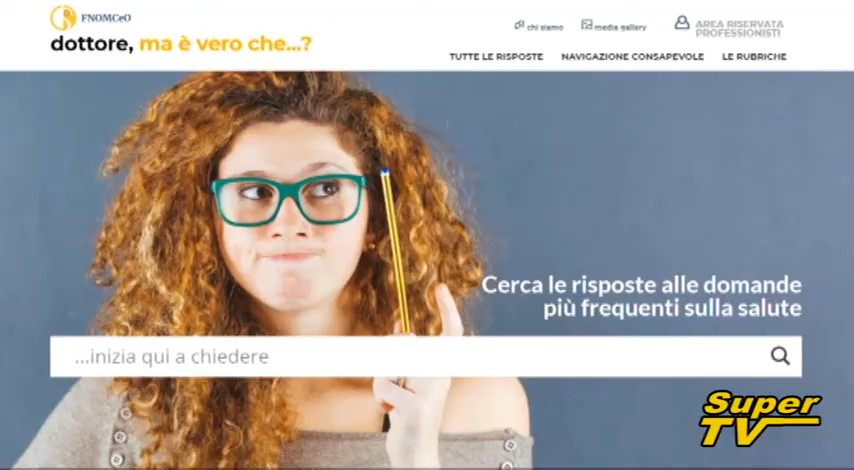 FNOMCeO
dottore, ma è vero che...?
chi siamo
media gallery
AREA RISERVATA
PROFESSIONISTI
TUTTE LE RISPOSTE
NAVIGAZIONE CONSAPEVOLE
LE RUBRICHE
Cerca le risposte alle domande
più frequenti sulla salute
...inizia qui a chiedere
Super
TV